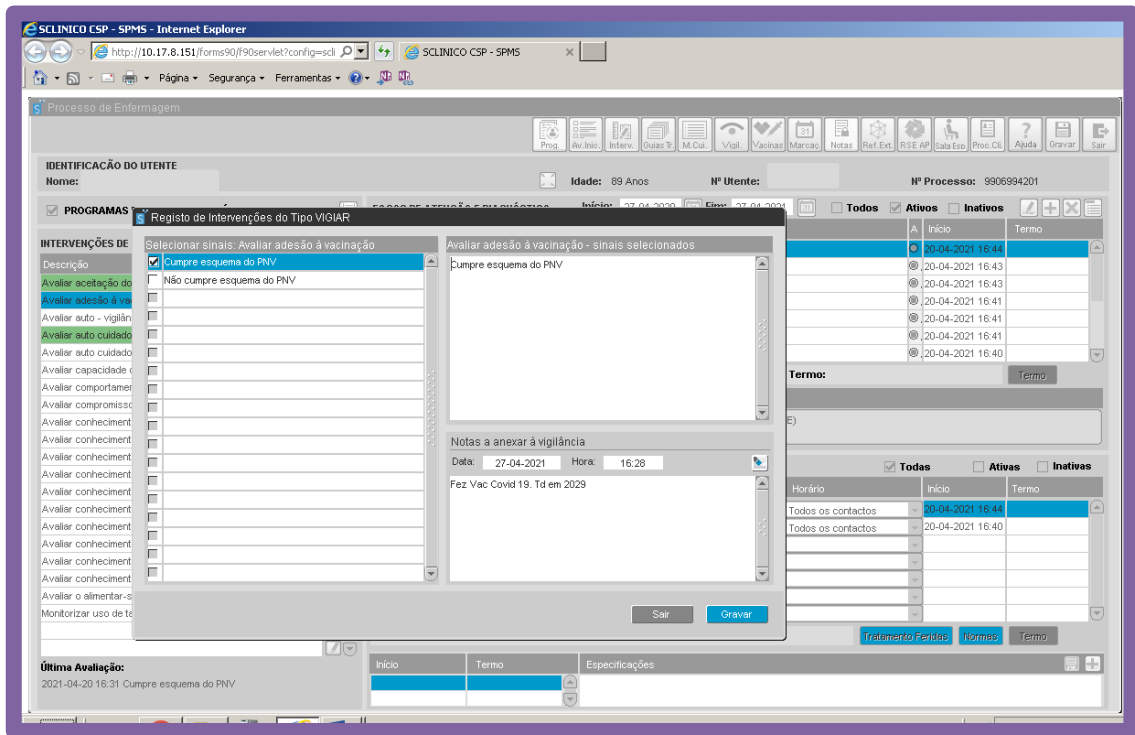 SCLINICO CSP - SPMS - Internet Explorer
http://10.17.8.151/forms90/f90servlet?config=scli
SCLINICO CSP - SPMS
Página Segurança Ferramentas
Processo de Enfermagem
Prog. Av.Inic. Interv. Guias Tr. M.Cui. Vigil. Vacinas Marcac. Notas Ref.Ext. RSE AP Sala Esp. Proc.Cli. Ajuda Gravar Sair
IDENTIFICAÇÃO DO UTENTE
Nome: Idade: 89 Anos Nº Utente: Nº Processo: 9906994201
PROGRAMAS Início: 27-04-2020 Fim: 27-04-2021 Todos Ativos Inativos
A Início Termo
20-04-2021 16:44
20-04-2021 16:43
20-04-2021 16:43
20-04-2021 16:41
20-04-2021 16:41
20-04-2021 16:41
20-04-2021 16:40
Termo: Termo
E)
Todas Ativas Inativas
Horário Início Termo
Todos os contactos 20-04-2021 16:44
Todos os contactos 20-04-2021 16:40
Tratamento Feridas Normas Termo
INTERVENÇÕES DE
Descrição
Avaliar aceitação do
Avaliar adesão à va
Avaliar auto - vigilân
Avaliar auto cuidado
Avaliar auto cuidado
Avaliar capacidade
Avaliar comportamer
Avaliar compromisso
Avaliar conheciment
Avaliar conheciment
Avaliar conheciment
Avaliar conheciment
Avaliar conheciment
Avaliar conheciment
Avaliar conheciment
Avaliar conheciment
Avaliar conheciment
Avaliar conheciment
Avaliar o alimentar-s
Monitorizar uso de te
Registo de Intervenções do Tipo VIGIAR
Selecionar sinais: Avaliar adesão à vacinação
Cumpre esquema do PNV
Não cumpre esquema do PNV
Avaliar adesão à vacinação - sinais selecionados
Cumpre esquema do PNV
Notas a anexar à vigilância
Data: 27-04-2021 Hora: 16:28
Fez Vac Covid 19. Td em 2029
Sair Gravar
Última Avaliação:
2021-04-20 16:31 Cumpre esquema do PNV
Início Termo Especificações